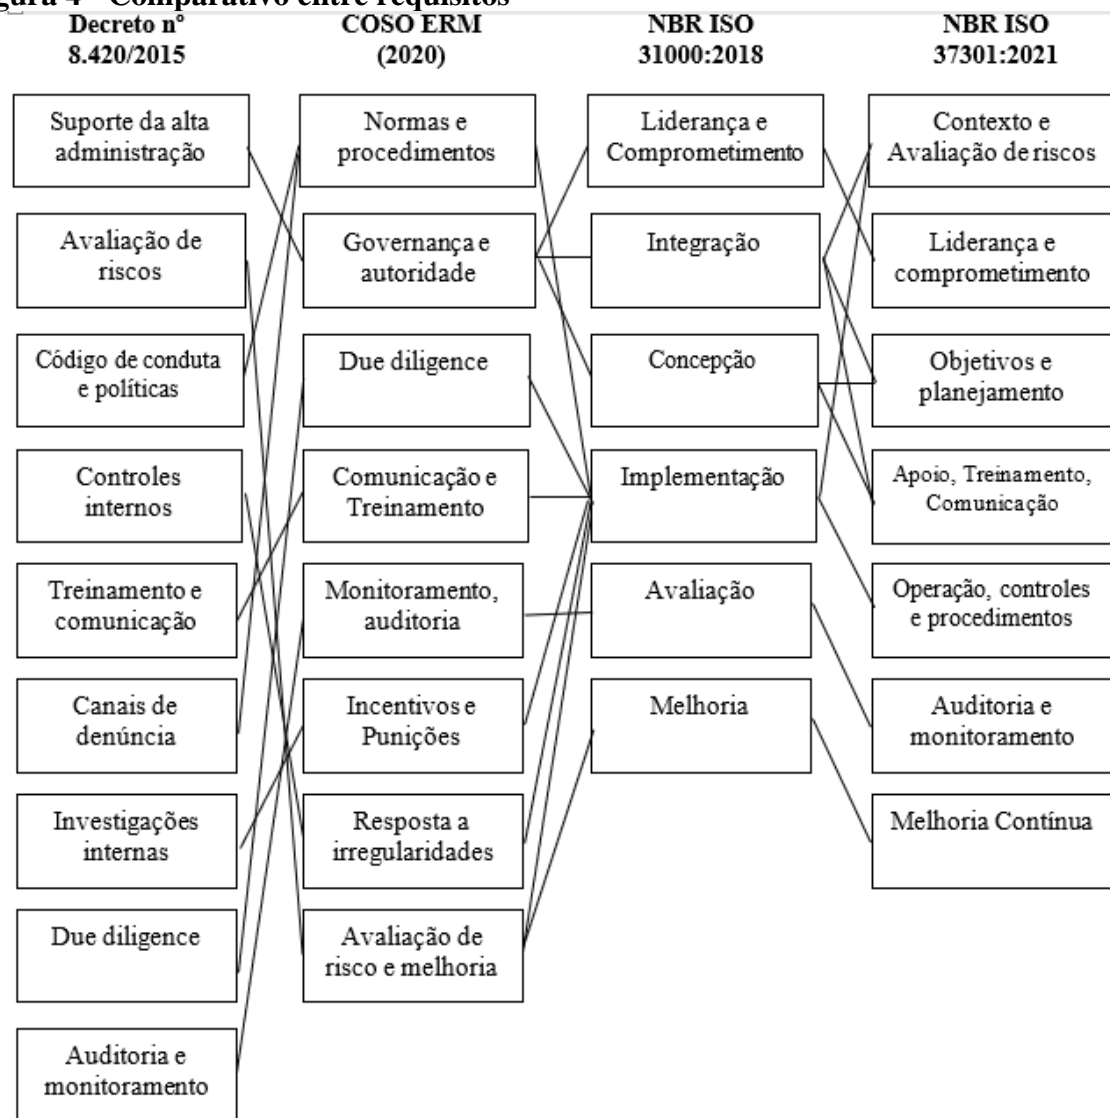 gura 4 – Comparativo entre requisitos
Decreto nº
8.420/2015
Suporte da alta
administração
Avaliação de
riscos
Código de conduta
e políticas
Controles
internos
Treinamento e
comunicação
Canais de
denúncia
Investigações
internas
Due diligence
Auditoria e
monitoramento
COSO ERM
(2020)
Normas e
procedimentos
Governança e
autoridade
Due diligence
Comunicação e
Treinamento
Monitoramento,
auditoria
Incentivos e
Punições
Resposta a
irregularidades
Avaliação de
risco e melhoria
NBR ISO
31000:2018
Liderança e
Comprometimento
Integração
Concepção
Implementação
Avaliação
Melhoria
NBR ISO
37301:2021
Contexto e
Avaliação de riscos
Liderança e
comprometimento
Objetivos e
planejamento
Apoio, Treinamento,
Comunicação
Operação, controles
e procedimentos
Auditoria e
monitoramento
Melhoria Contínua